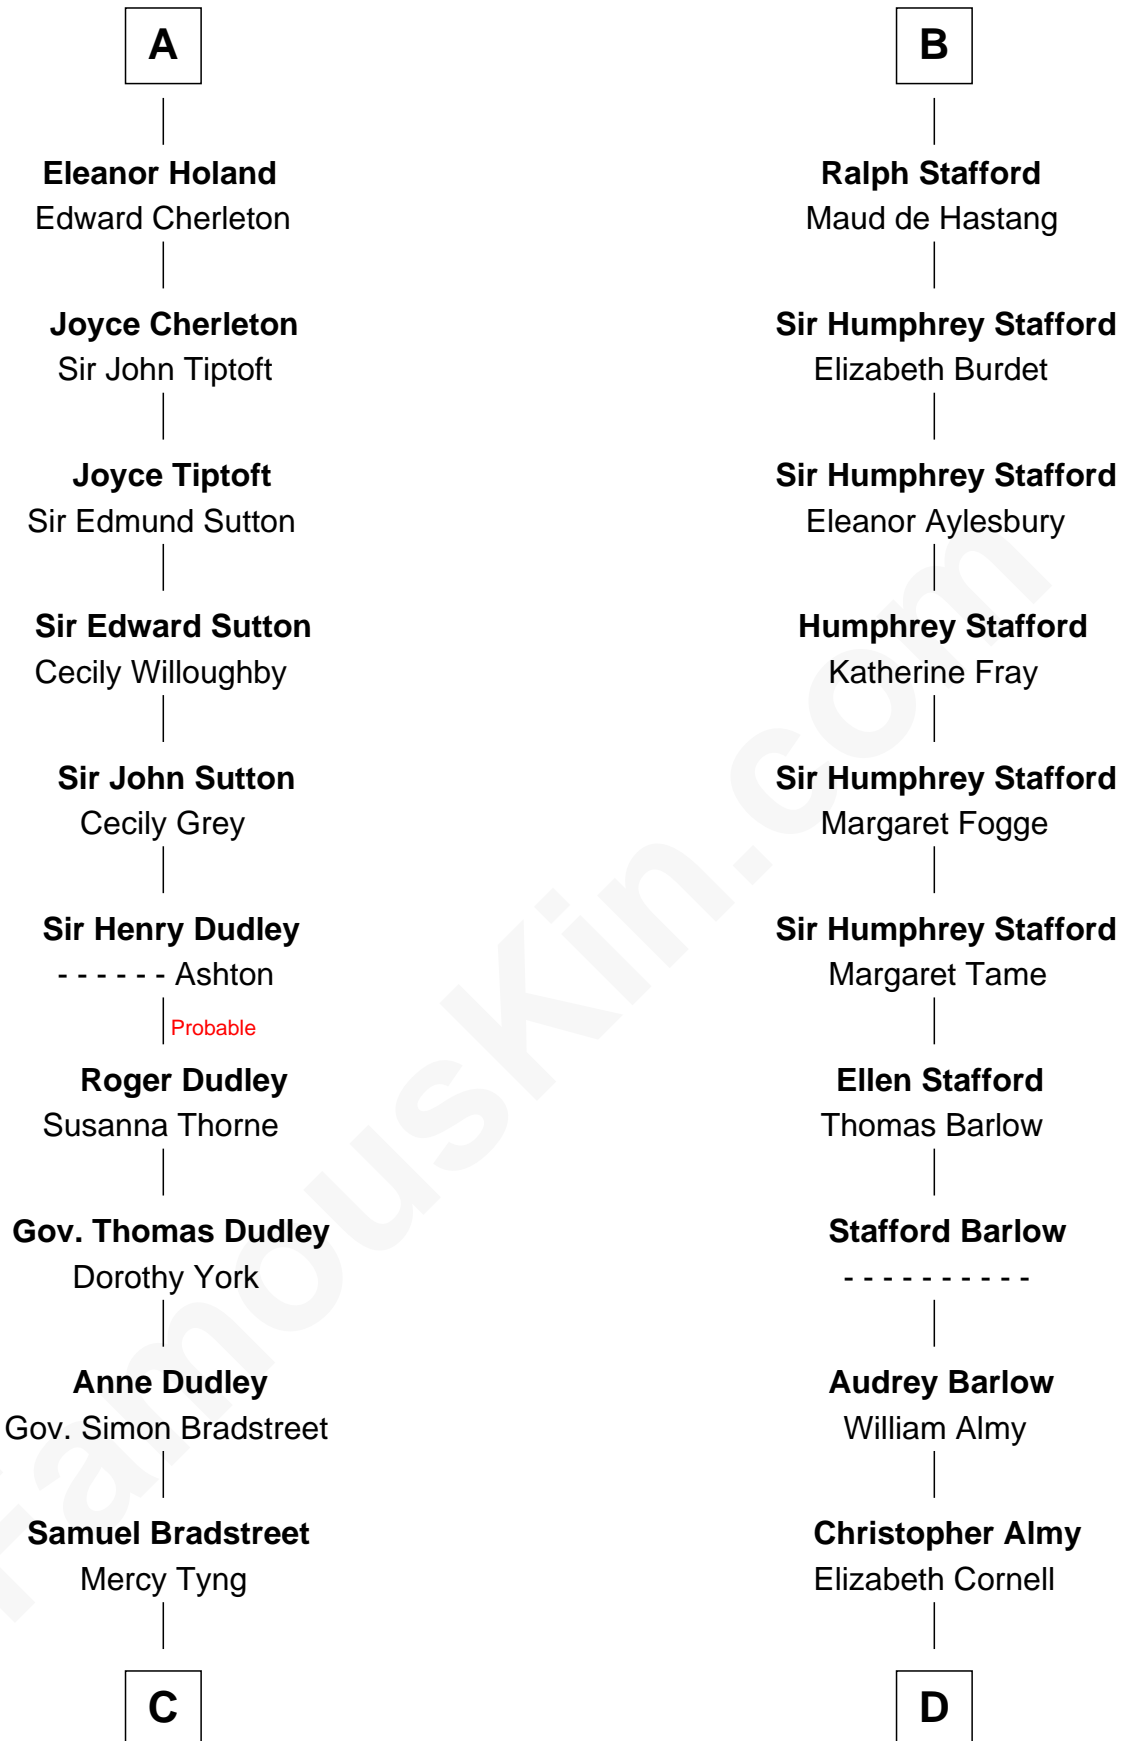 A
Eleanor Holand
Edward Cherleton
Joyce Cherleton
Sir John Tiptoft
Joyce Tiptoft
Sir Edmund Sutton
Sir Edward Sutton
Cecily Willoughby
Sir John Sutton
Cecily Grey
Sir Henry Dudley
- - - - - - Ashton
Probable
Roger Dudley
Susanna Thorne
Gov. Thomas Dudley
Dorothy York
Anne Dudley
Gov. Simon Bradstreet
Samuel Bradstreet
Mercy Tyng
C
B
Ralph Stafford
Maud de Hastang
Sir Humphrey Stafford
Elizabeth Burdet
Sir Humphrey Stafford
Eleanor Aylesbury
Humphrey Stafford
Katherine Fray
Sir Humphrey Stafford
Margaret Fogge
Sir Humphrey Stafford
Margaret Tame
Ellen Stafford
Thomas Barlow
Stafford Barlow
- - - - - - - - - -
Audrey Barlow
William Almy
Christopher Almy
Elizabeth Cornell
D
FamousKin.com